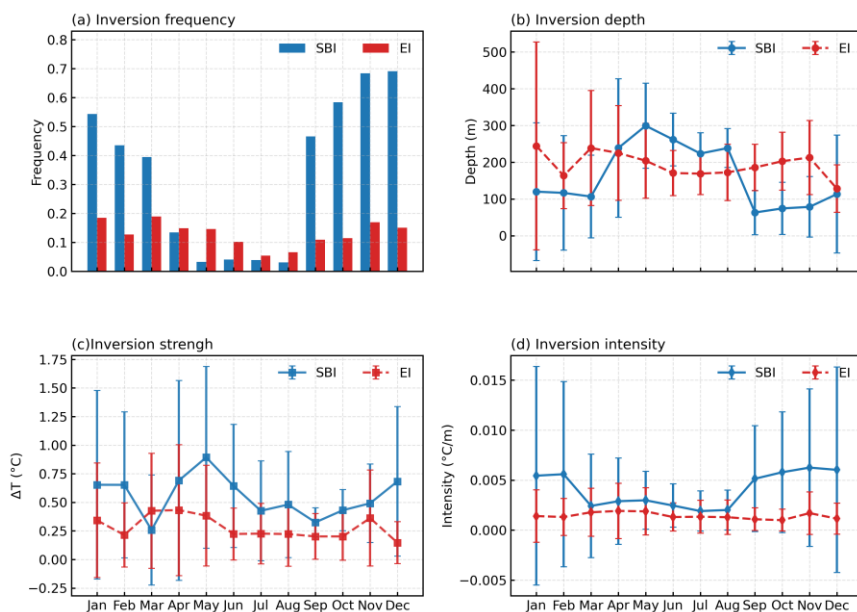 (a) Inversion frequency
0.8
0.7
0.6
0.5
0.4
0.3
0.2
0.1
0.0
Frequency
SBI EI
(b) Inversion depth
500
400
300
200
100
0
Depth (m)
SBI EI
(c)Inversion strengh
1.75
1.50
1.25
1.00
0.75
0.50
0.25
0.00
−0.25
ΔT (°C)
SBI EI
Jan Feb Mar Apr May Jun Jul Aug Sep Oct Nov Dec
(d) Inversion intensity
0.015
0.010
0.005
0.000
−0.005
Intensity (°C/m)
SBI EI
Jan Feb Mar Apr May Jun Jul Aug Sep Oct Nov Dec